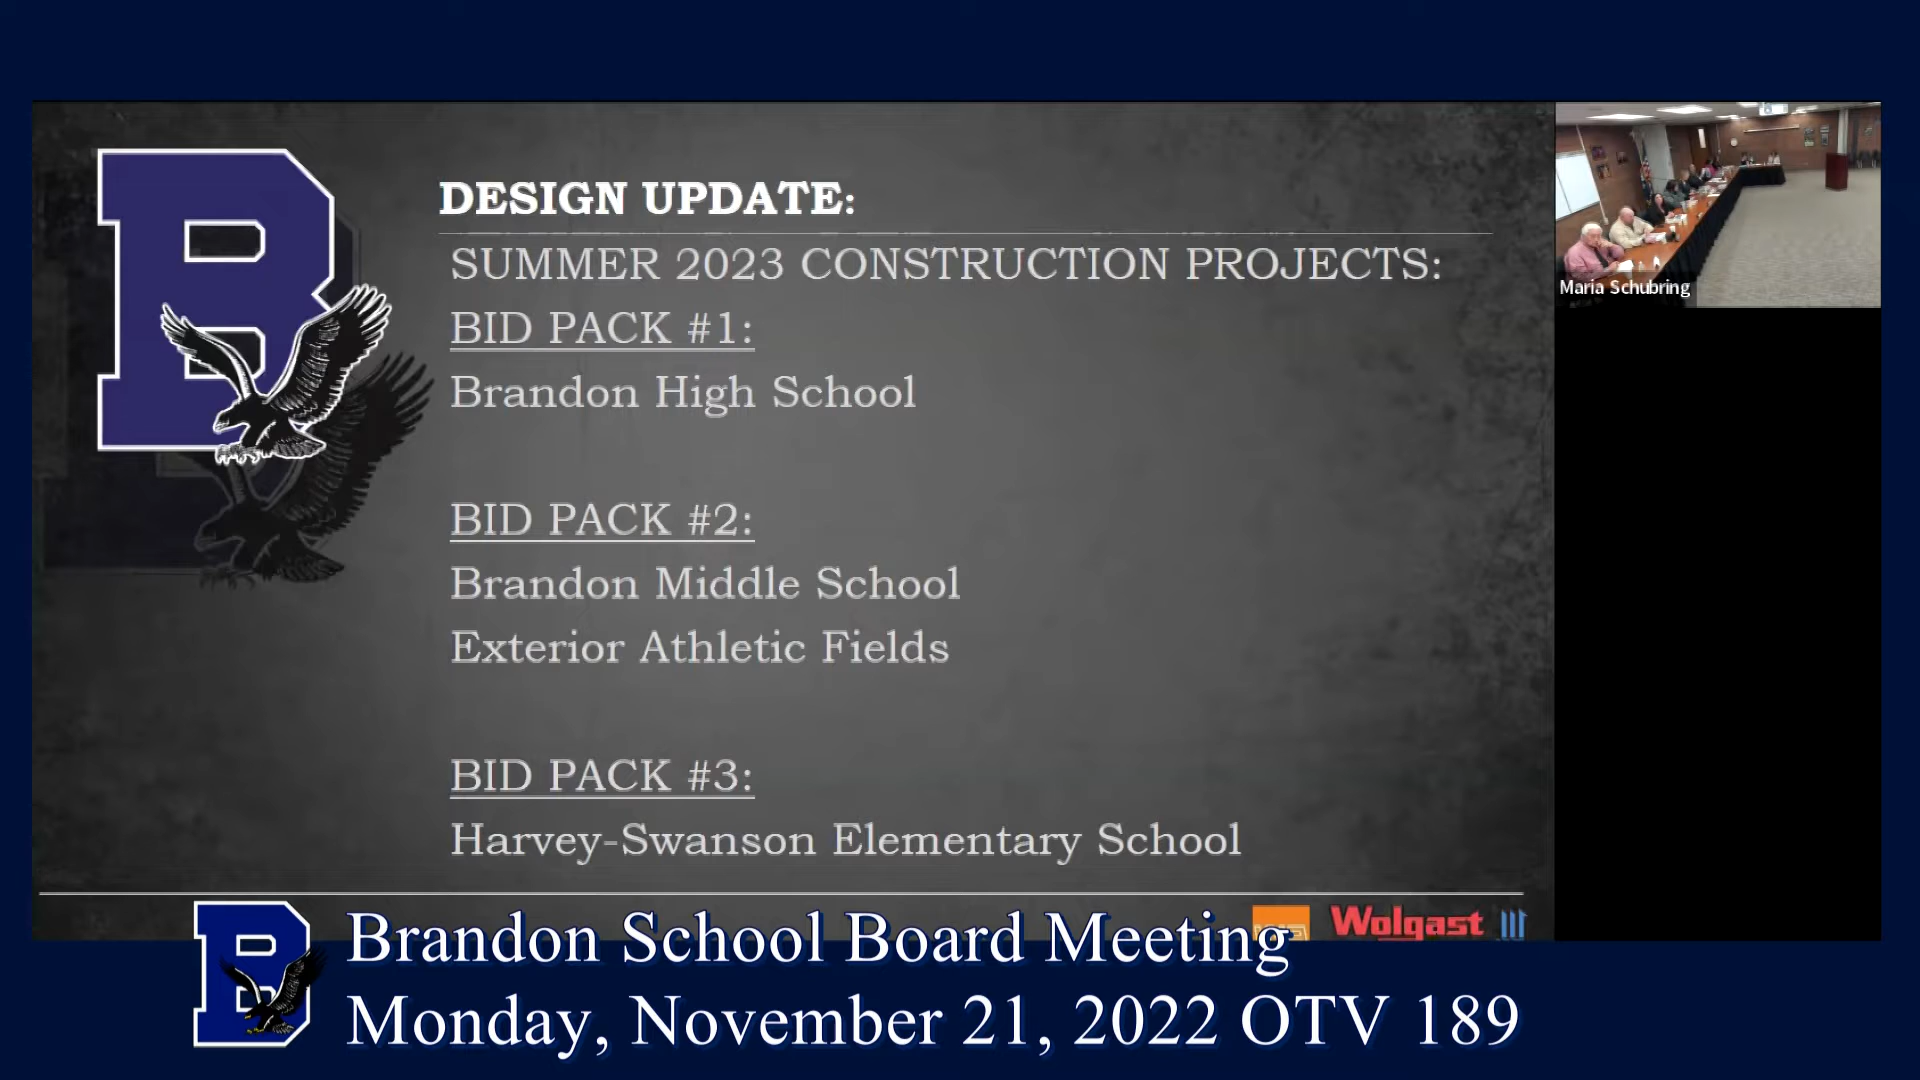 DESIGN UPDATE:
SUMMER 2023 CONSTRUCTION PROJECTS:
BID PACK #1:
Brandon High School
BID PACK #2:
Brandon Middle School
Exterior Athletic Fields
BID PACK #3:
Harvey-Swanson Elementary School
Maria Schubring
Wolgast
B
Brandon School Board Meeting
Monday, November 21, 2022 OTV 189